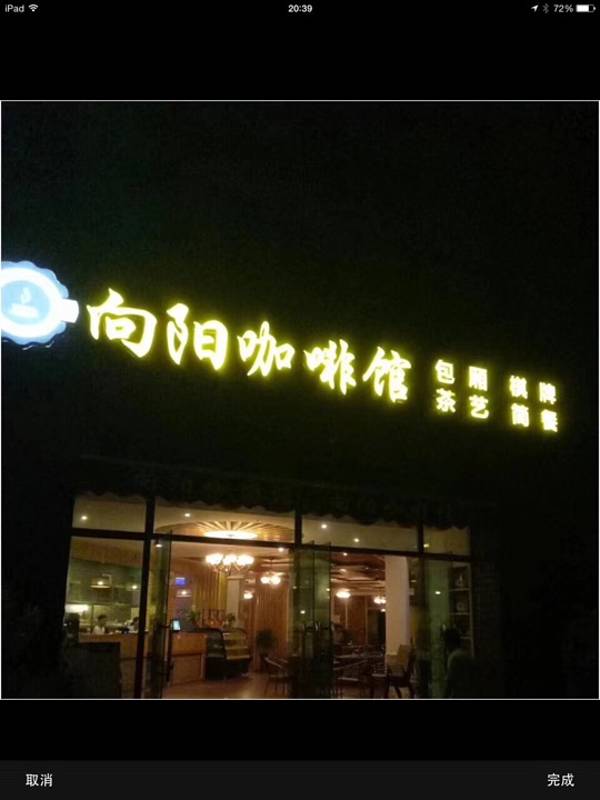 iPad 20:39 72%
向阳咖啡馆
包厢 棋牌
茶艺 简餐
取消 完成